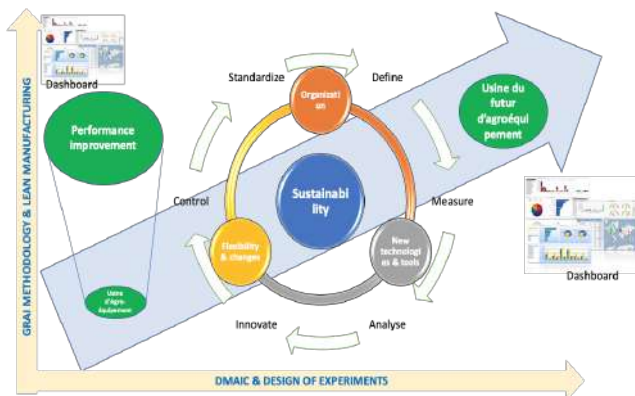 Dashboard
Standardize
Define
Organizati
on
Usine du
futur
d'agroéqui
pement
Performance
improvement
Sustainabi
lity
Control
Measure
Flexibility
& changes
New
technologi
es & tools
Usine
d'Agro-
équipement
Dashboard
Innovate
Analyse
GRAI METHODOLOGY & LEAN MANUFACTURING
DMAIC & DESIGN OF EXPERIMENTS